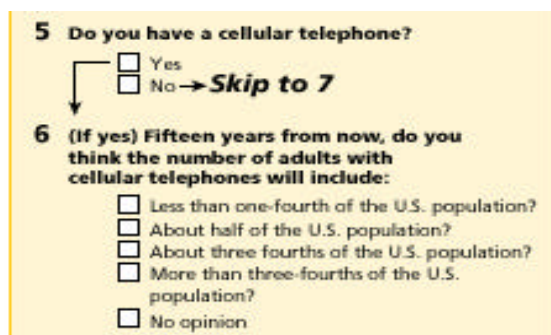 5 Do you have a cellular telephone?
Yes
No→Skip to 7
6 (If yes) Fifteen years from now, do you
think the number of adults with
cellular telephones will include:
Less than one-fourth of the U.S. population?
About half of the U.S. population?
About three fourths of the U.S. population?
More than three-fourths of the U.S.
population?
No opinion